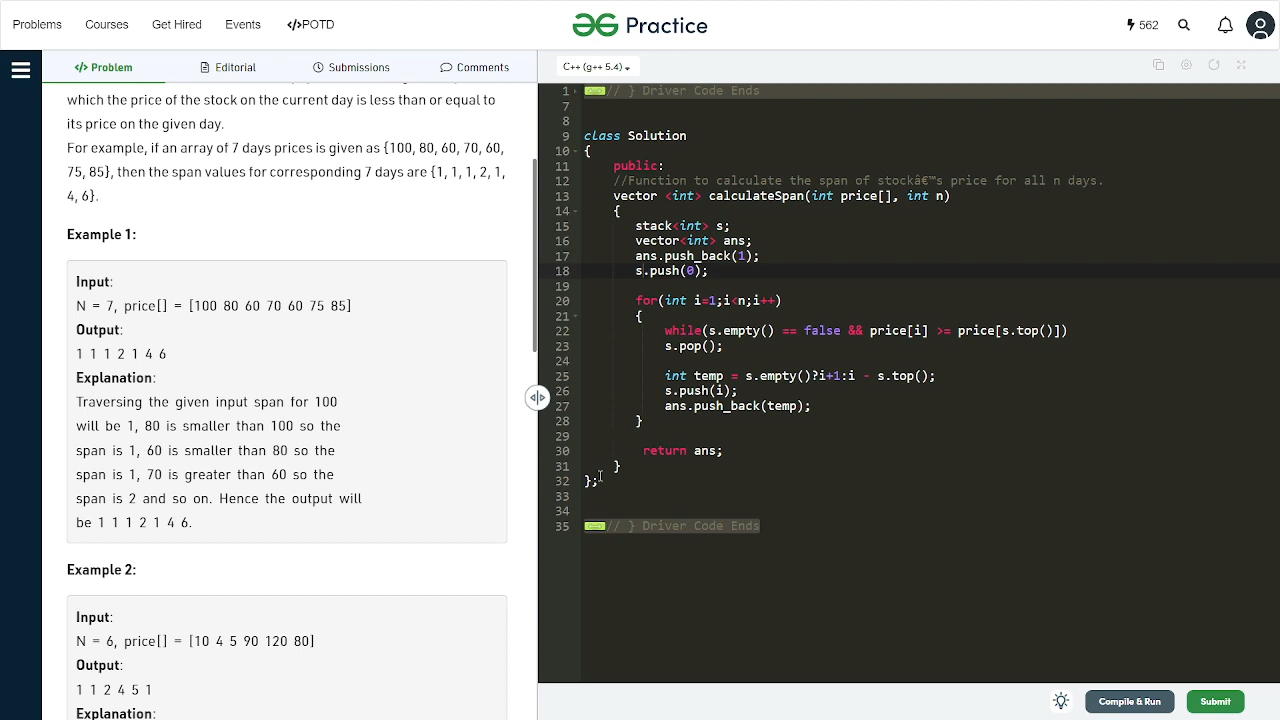 Problems Courses Get Hired Events </>POTD Practice 562
</> Problem Editorial Submissions Comments
which the price of the stock on the current day is less than or equal to
its price on the given day.
For example, if an array of 7 days prices is given as {100, 80, 60, 70, 60,
75, 85}, then the span values for corresponding 7 days are {1, 1, 1, 2, 1,
4, 6}.
Example 1:
Input:
N = 7, price[] = [100 80 60 70 60 75 85]
Output:
1 1 1 2 1 4 6
Explanation:
Traversing the given input span for 100
will be 1, 80 is smaller than 100 so the
span is 1, 60 is smaller than 80 so the
span is 1, 70 is greater than 60 so the
span is 2 and so on. Hence the output will
be 1 1 1 2 1 4 6.
Example 2:
Input:
N = 6, price[] = [10 4 5 90 120 80]
Output:
1 1 2 4 5 1
Explanation:
C++ (g++ 5.4)
1 // } Driver Code Ends
7
8
9 class Solution
10 {
11 public:
12 //Function to calculate the span of stockâ€™s price for all n days.
13 vector <int> calculateSpan(int price[], int n)
14 {
15 stack<int> s;
16 vector<int> ans;
17 ans.push_back(1);
18 s.push(0);
19
20 for(int i=1;i<n;i++)
21 {
22 while(s.empty() == false && price[i] >= price[s.top()])
23 s.pop();
24
25 int temp = s.empty()?i+1:i - s.top();
26 s.push(i);
27 ans.push_back(temp);
28 }
29
30 return ans;
31 }
32 };
33
34
35 // } Driver Code Ends
Compile & Run Submit